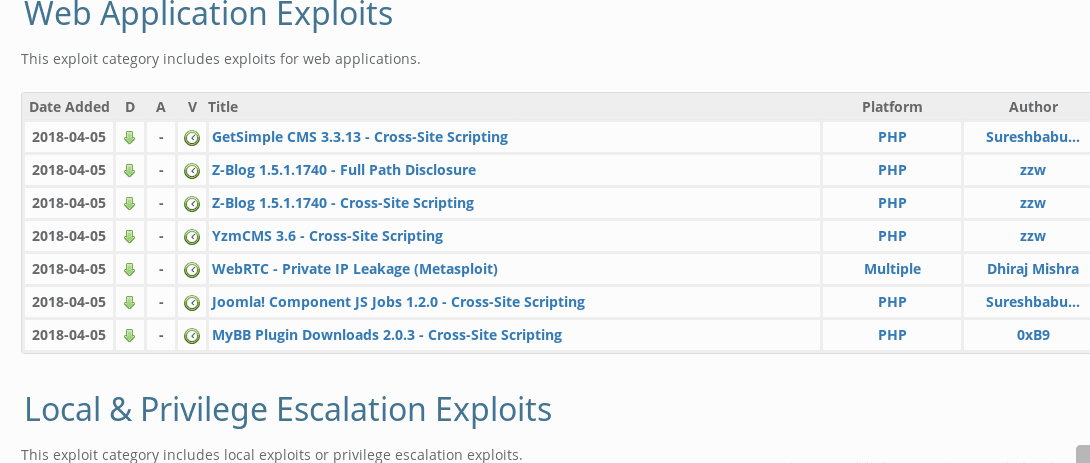 Web Application Exploits
This exploit category includes exploits for web applications.
Date Added D A V Title Platform Author
2018-04-05 - GetSimple CMS 3.3.13 - Cross-Site Scripting PHP Sureshbabu...
2018-04-05 - Z-Blog 1.5.1.1740 - Full Path Disclosure PHP zzw
2018-04-05 - Z-Blog 1.5.1.1740 - Cross-Site Scripting PHP zzw
2018-04-05 - YzmCMS 3.6 - Cross-Site Scripting PHP zzw
2018-04-05 - WebRTC - Private IP Leakage (Metasploit) Multiple Dhiraj Mishra
2018-04-05 - Joomla! Component JS Jobs 1.2.0 - Cross-Site Scripting PHP Sureshbabu...
2018-04-05 - MyBB Plugin Downloads 2.0.3 - Cross-Site Scripting PHP 0xB9
Local & Privilege Escalation Exploits
This exploit category includes local exploits or privilege escalation exploits.